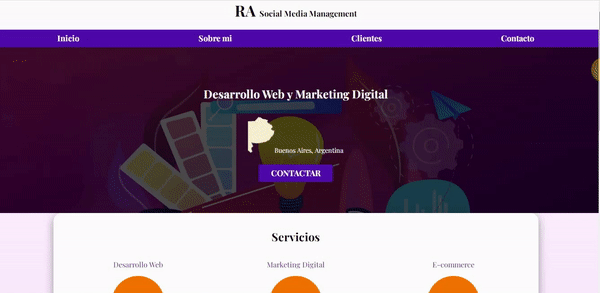 RA Social Media Management
Inicio Sobre mi Clientes Contacto
Desarrollo Web y Marketing Digital
Buenos Aires, Argentina
CONTACTAR
Servicios
Desarrollo Web Marketing Digital E-commerce